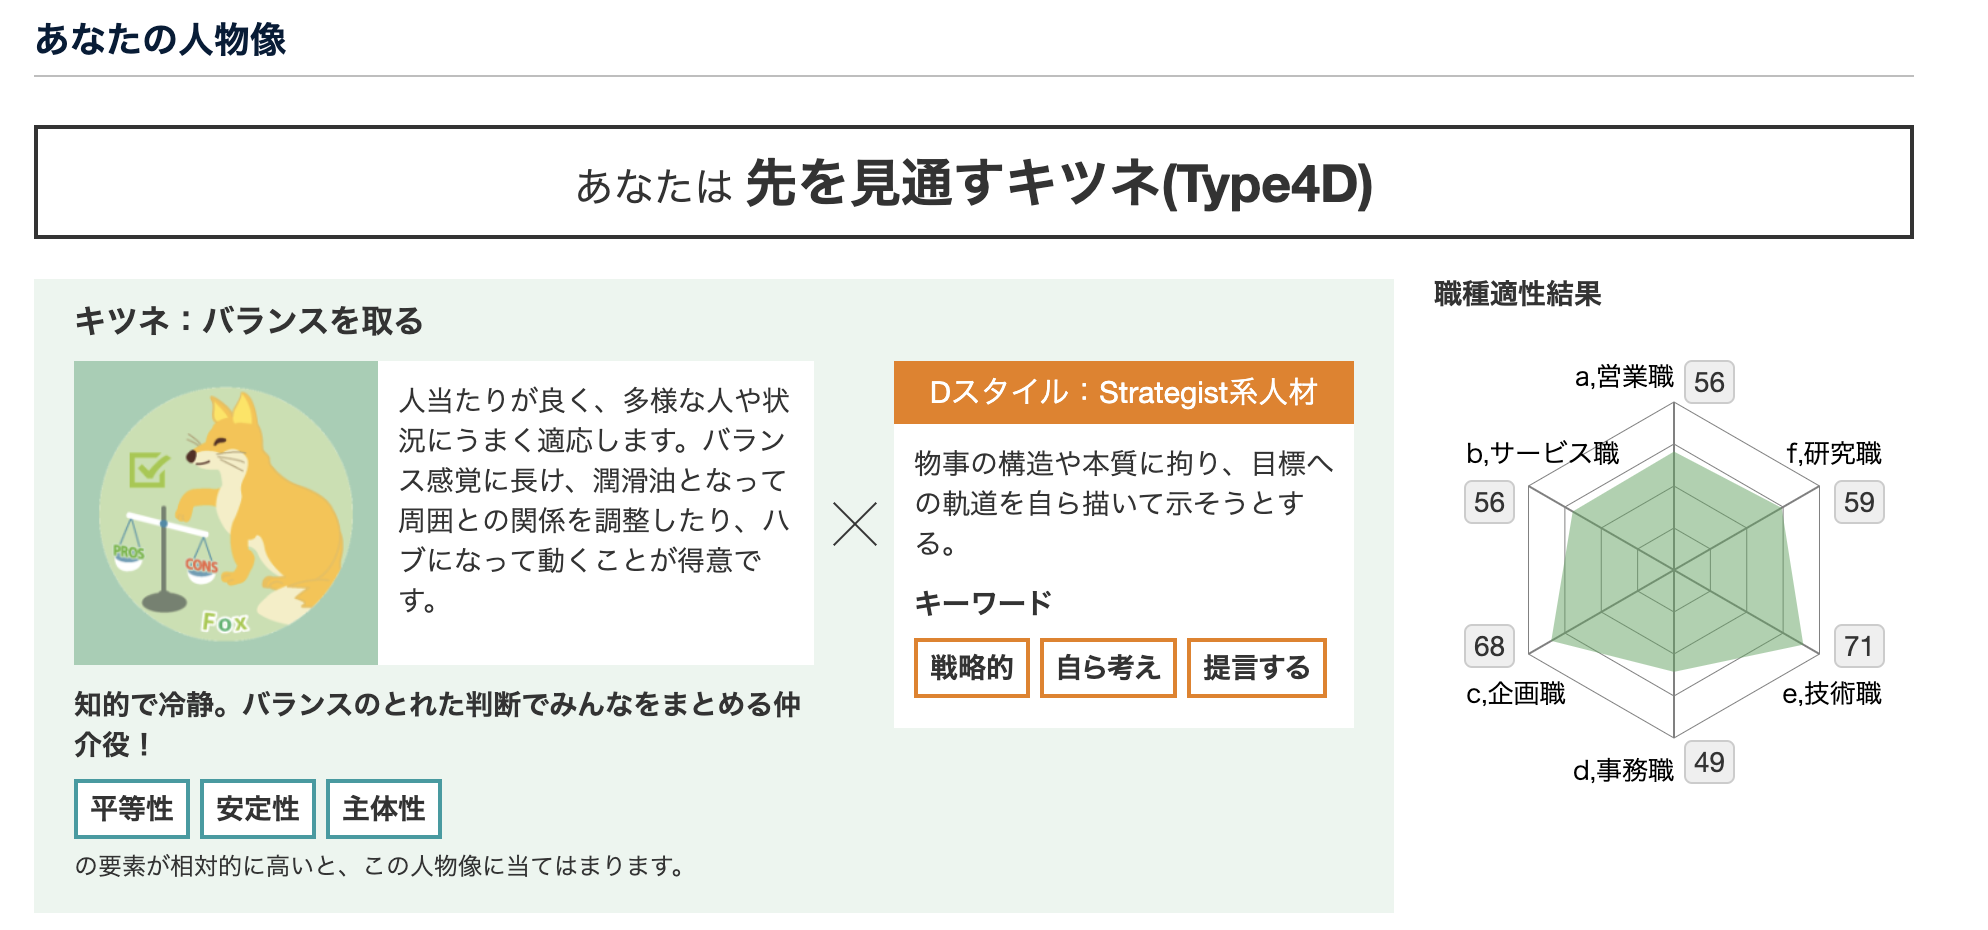 あなたの人物像
あなたは 先を見通すキツネ(Type4D)
キツネ：バランスを取る
人当たりが良く、多様な人や状
況にうまく適応します。バラン
ス感覚に長け、潤滑油となって
周囲との関係を調整したり、ハ
ブになって動くことが得意で
す。
PROS
CONS
Fox
知的で冷静。バランスのとれた判断でみんなをまとめる仲
介役！
平等性 安定性 主体性
の要素が相対的に高いと、この人物像に当てはまります。
Dスタイル：Strategist系人材
物事の構造や本質に拘り、目標へ
の軌道を自ら描いて示そうとす
る。
キーワード
戦略的 自ら考え 提言する
職種適性結果
a,営業職 56
b,サービス職 f,研究職
56 59
68 71
c,企画職 e,技術職
d,事務職 49